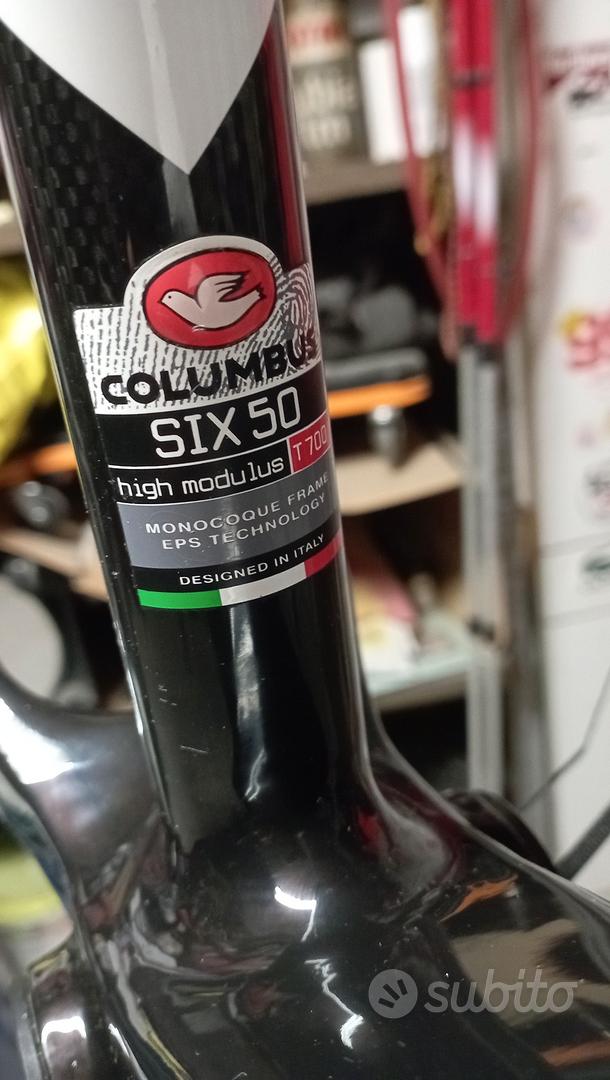 COLUMBUS
SIX 50
high modulus T700
MONOCOQUE FRAME
EPS TECHNOLOGY
DESIGNED IN ITALY
subito